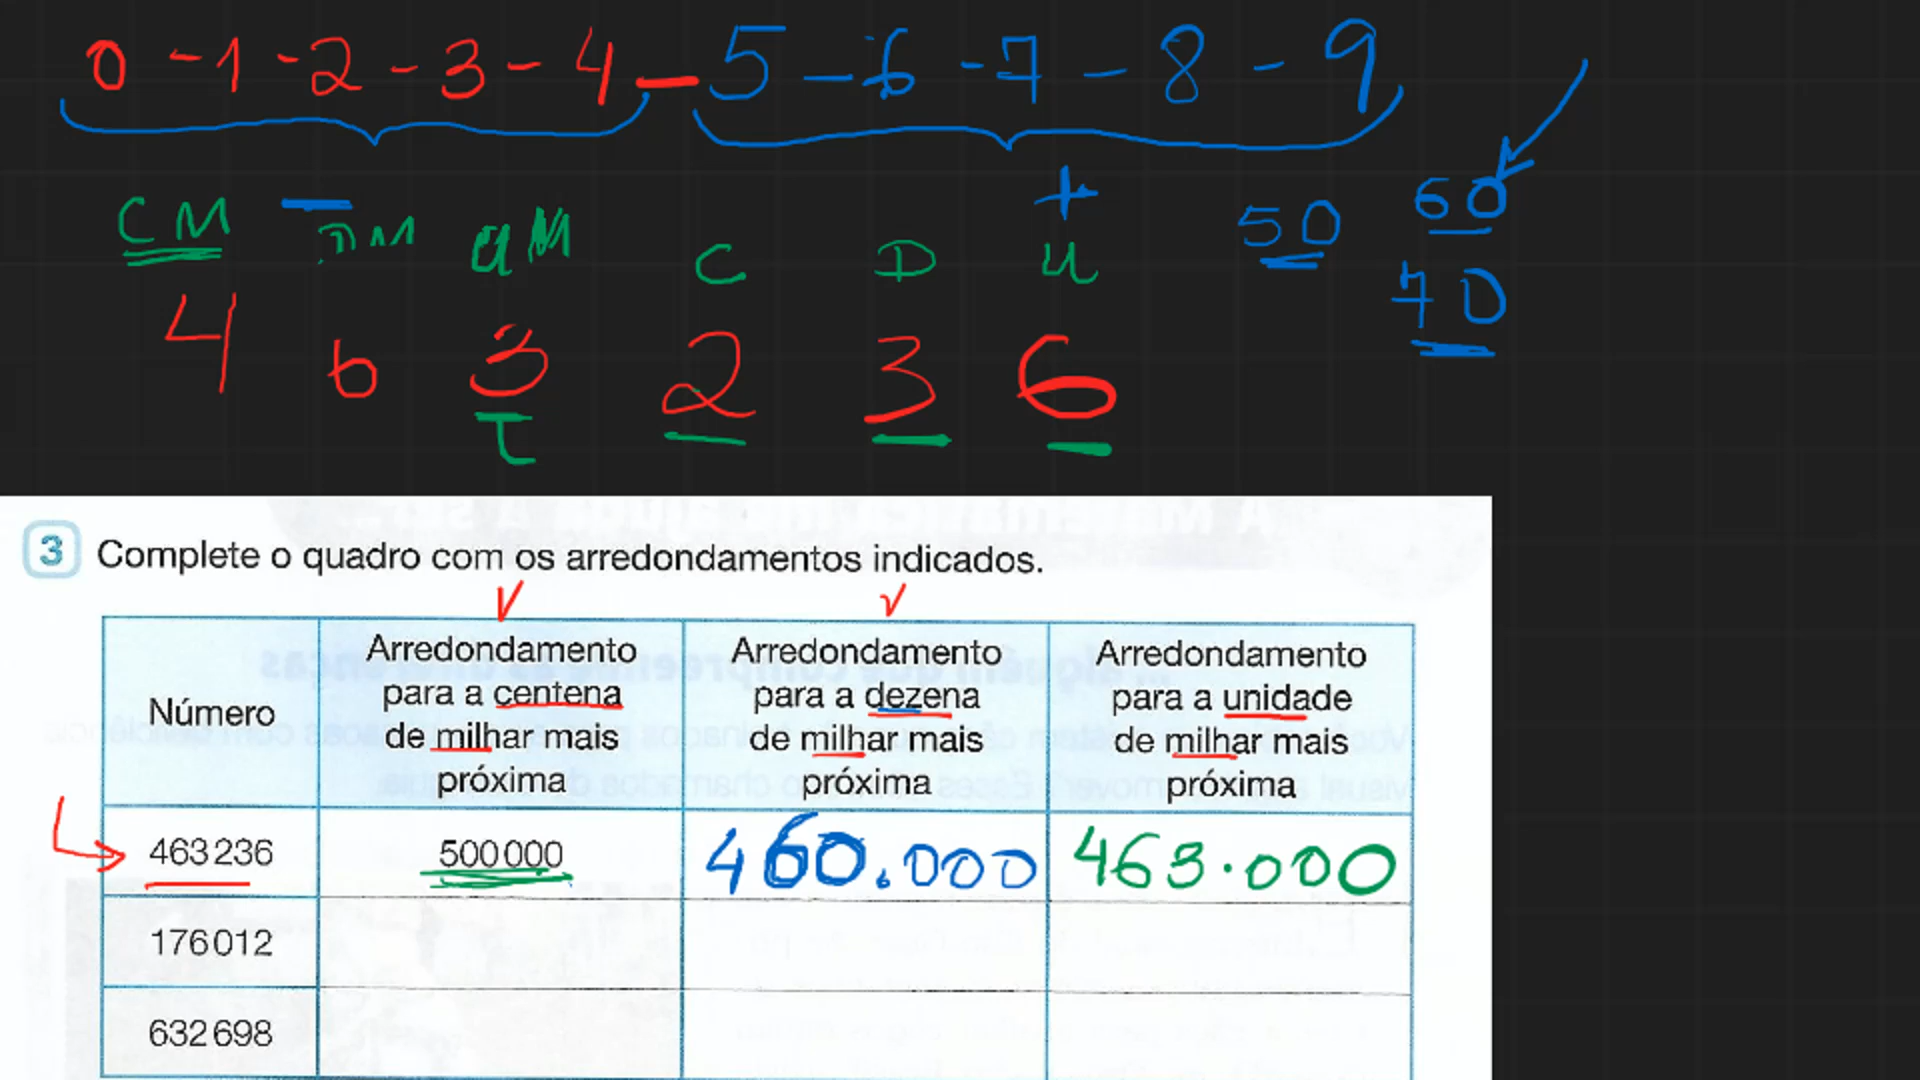 0 - 1 - 2 - 3 - 4 - 5 - 6 - 7 - 8 - 9
CM DM UM C D U
+
50 60
70
4 6 3 2 3 6
3 Complete o quadro com os arredondamentos indicados.
Número
Arredondamento
para a centena
de milhar mais
próxima
Arredondamento
para a dezena
de milhar mais
próxima
Arredondamento
para a unidade
de milhar mais
próxima
463 236 500 000 460.000 463.000
176 012
632 698